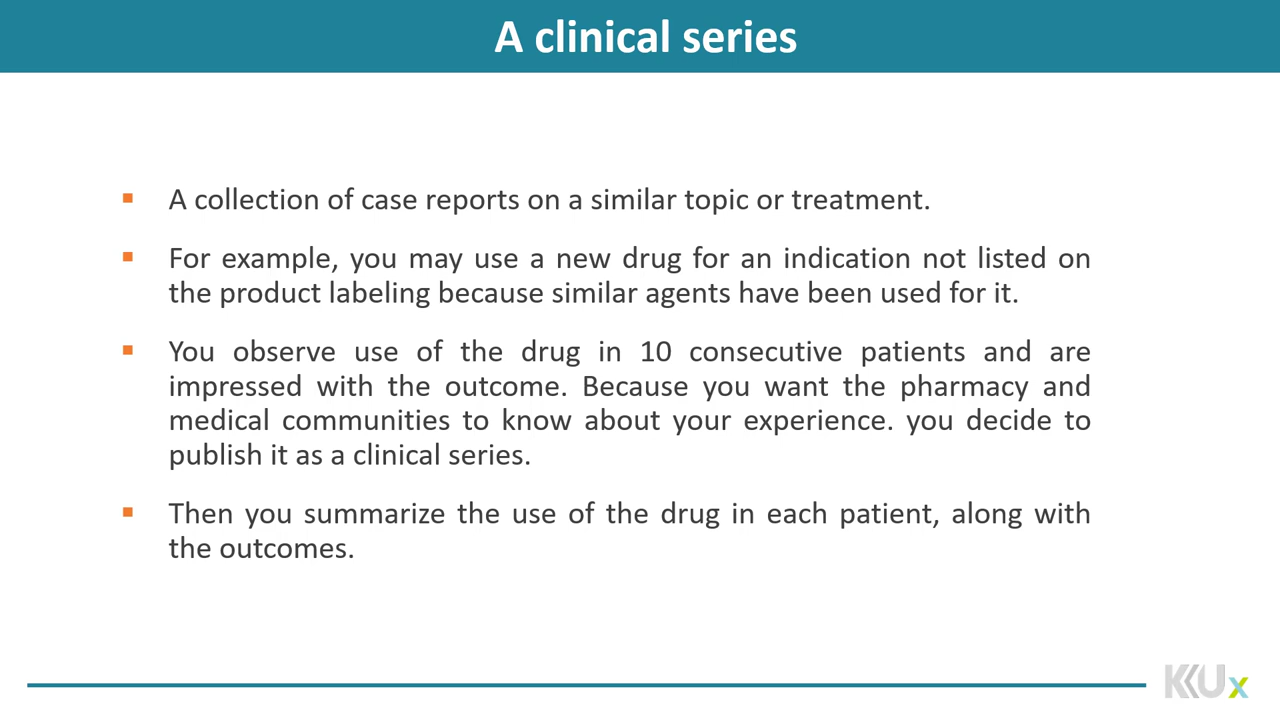 A clinical series
A collection of case reports on a similar topic or treatment.
For example, you may use a new drug for an indication not listed on
the product labeling because similar agents have been used for it.
You observe use of the drug in 10 consecutive patients and are
impressed with the outcome. Because you want the pharmacy and
medical communities to know about your experience. you decide to
publish it as a clinical series.
Then you summarize the use of the drug in each patient, along with
the outcomes.
KKUx